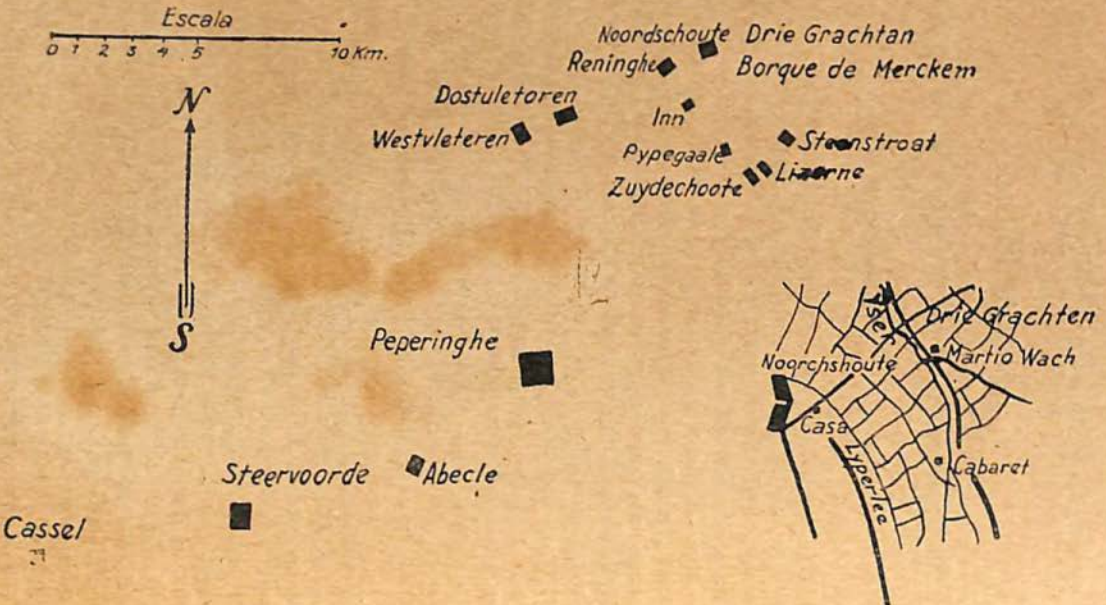 Escala
0 1 2 3 4 5 10 Km.
N
S
Noordschoute Drie Grachtan
Reninghe Borque de Merckem
Dostuletoren
Inn
Westvleteren
Steenstroat
Pypegaale
Lizerne
Zuydechoote
Peperinghe
Steervoorde
Abecle
Cassel
Yser
Drie Grachten
Martio Wach
Noorchshoute
Casa
Lyperlee
Cabaret